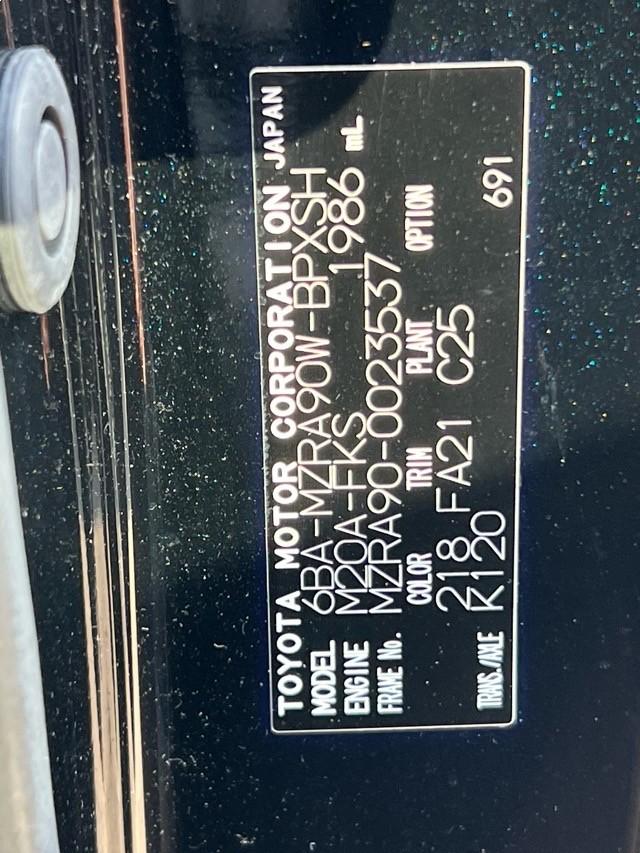 TOYOTA MOTOR CORPORATION JAPAN
MODEL 6BA-MZRA90W-BPXSH
ENGINE M20A-FKS 1986 mL
FRAME No. MZRA90-0023537
COLOR TRIM PLANT OPTION
218 FA21 C25
TRANS./AXLE K120 691